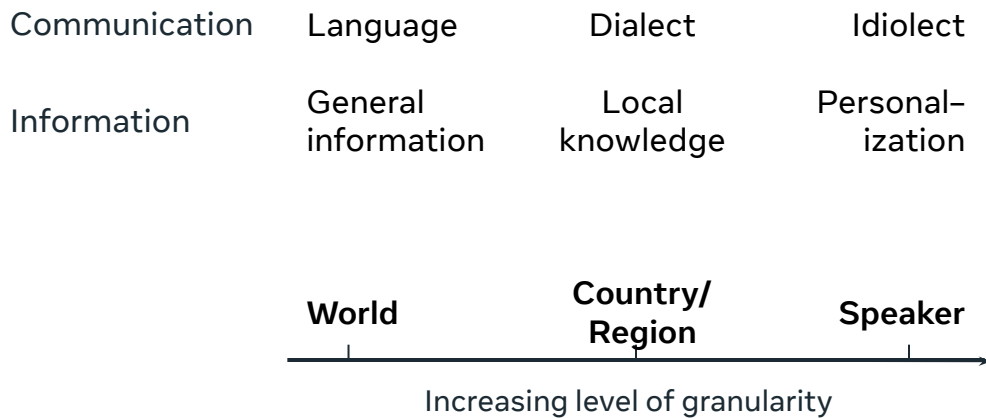 Communication Language Dialect Idiolect
Information General information Local knowledge Personal–ization
World Country/Region Speaker
Increasing level of granularity